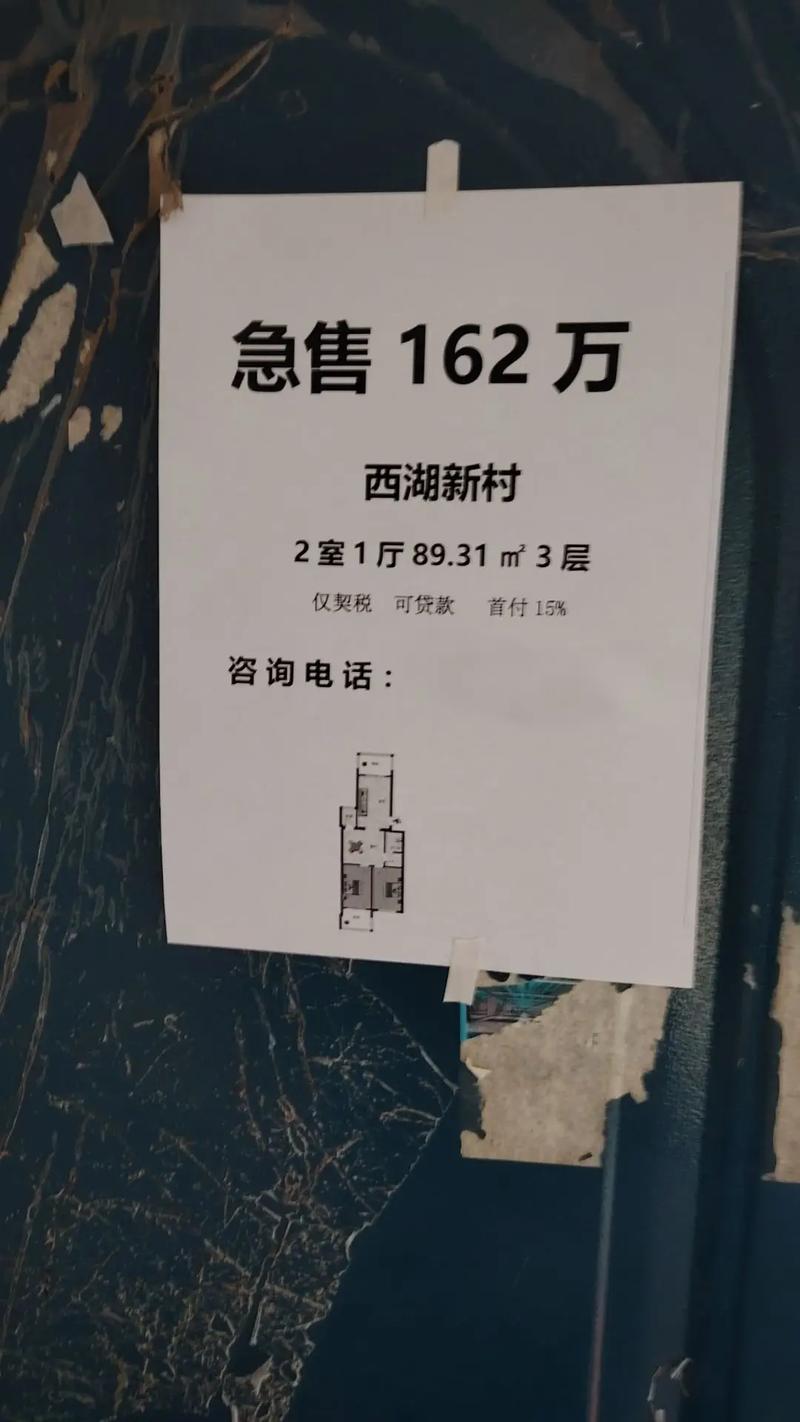 急售 162 万
西湖新村
2 室 1 厅 89.31 ㎡ 3 层
仅契税 可贷款 首付 15%
咨询电话：